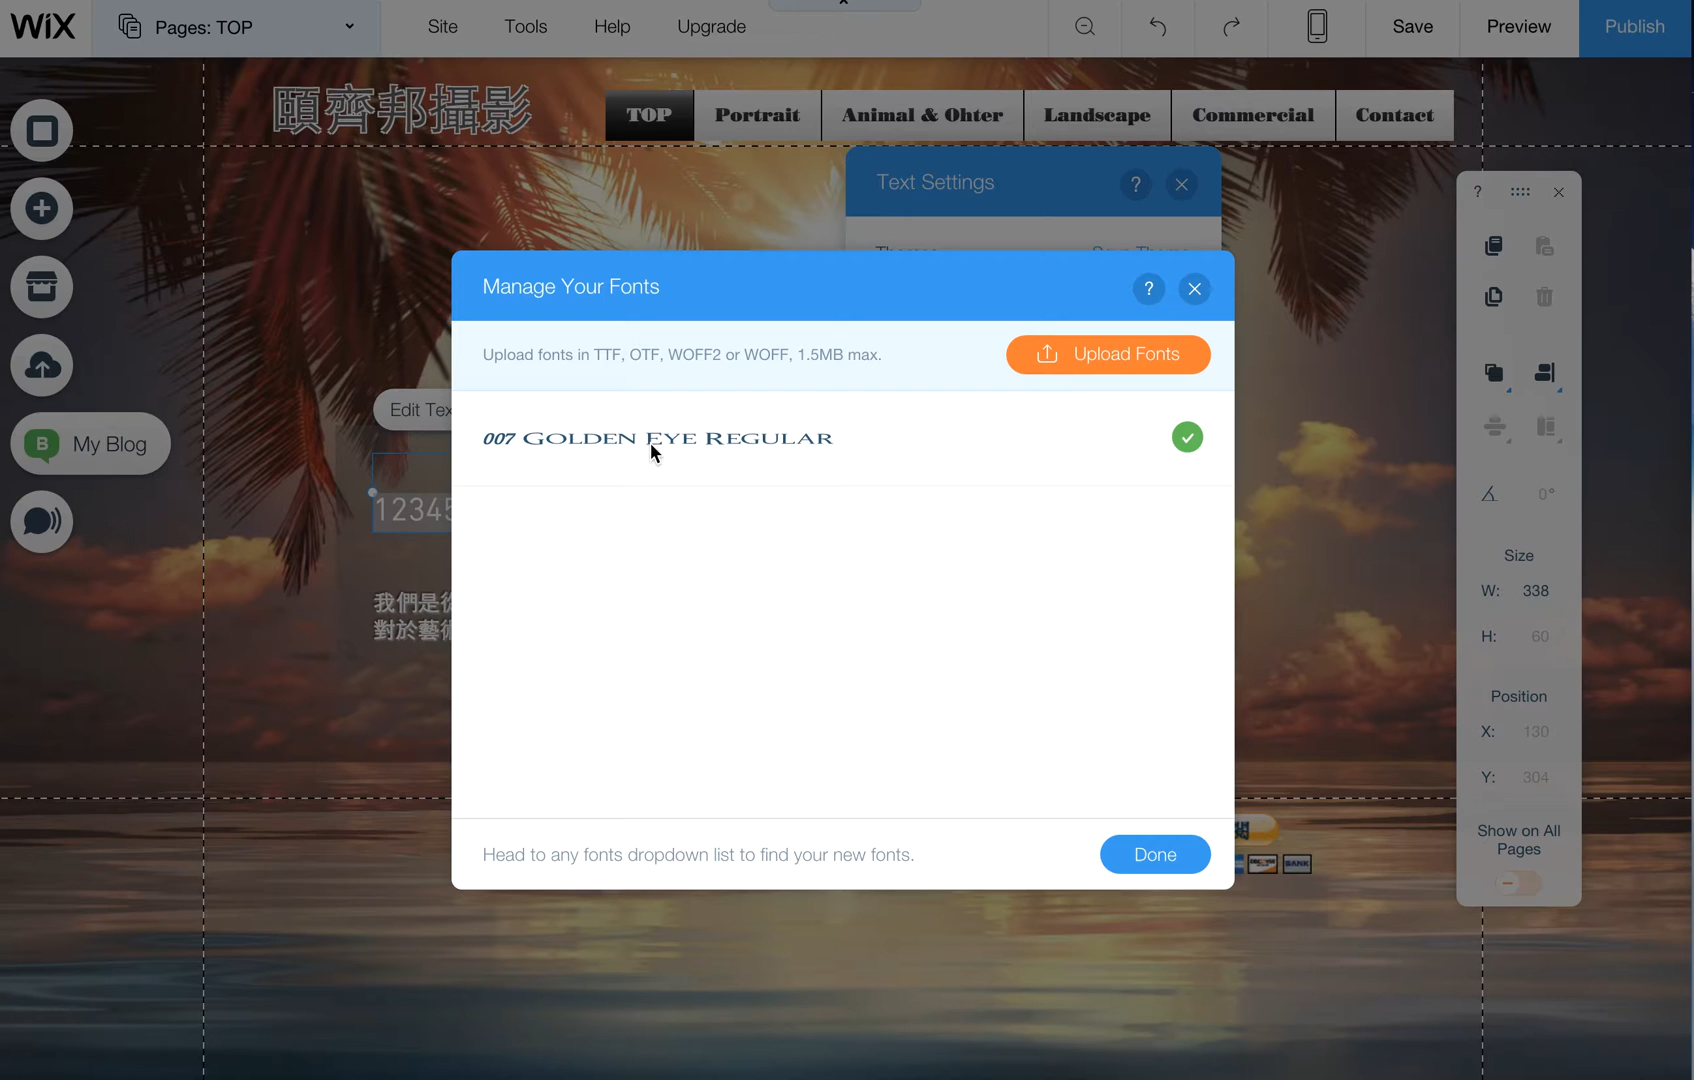 WiX
Pages: TOP
Site
Tools
Help
Upgrade
Save
Preview
Publish
頤齊邦攝影
TOP
Portrait
Animal & Ohter
Landscape
Commercial
Contact
Text Settings
?
Manage Your Fonts
?
Upload fonts in TTF, OTF, WOFF2 or WOFF, 1.5MB max.
Upload Fonts
007 GOLDEN EYE REGULAR
Edit Tex
B My Blog
12345
我們是從
對於藝術
?
0°
Size
W: 338
H: 60
Position
X: 130
Y: 304
Show on All
Pages
BANK
Head to any fonts dropdown list to find your new fonts.
Done